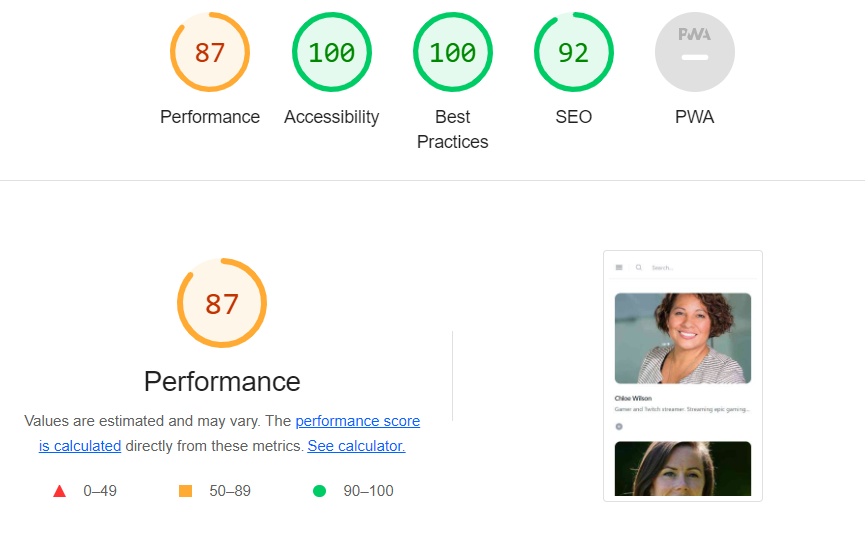 87
100
100
92
PWA
Performance
Accessibility
Best
Practices
SEO
PWA
87
Performance
Values are estimated and may vary. The performance score
is calculated directly from these metrics. See calculator.
0–49
50–89
90–100
Search...
Chloe Wilson
Gamer and Twitch streamer. Streaming epic gaming...